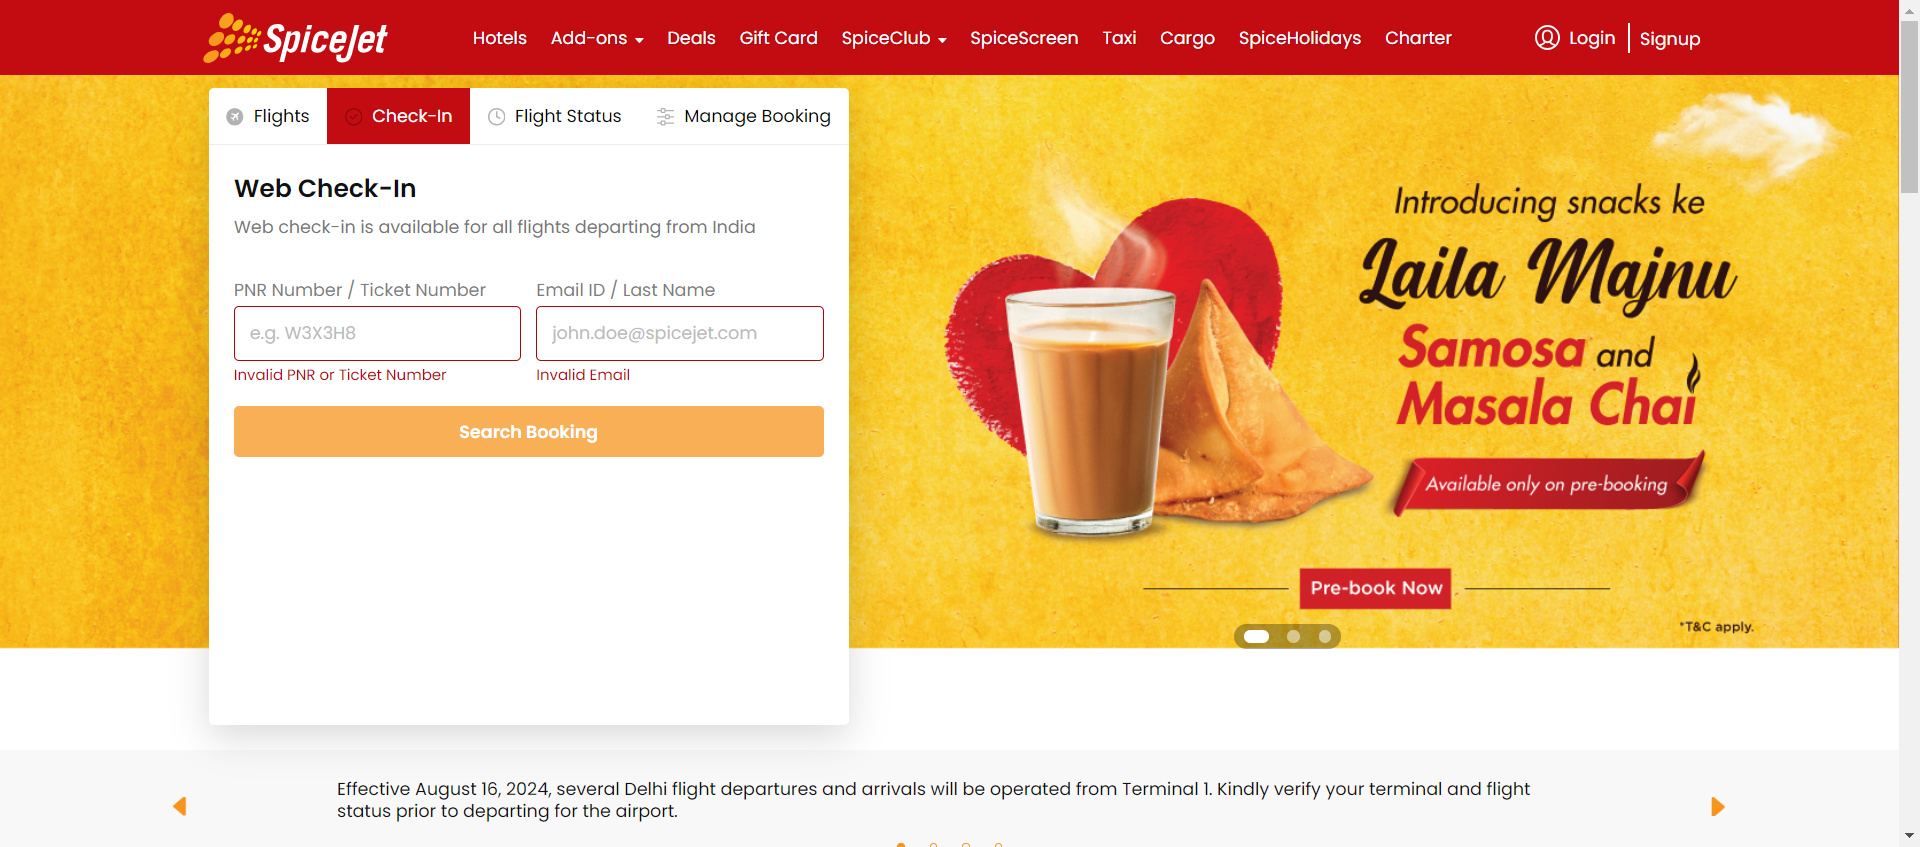 SpiceJet
Hotels Add-ons Deals Gift Card SpiceClub SpiceScreen Taxi Cargo SpiceHolidays Charter Login Signup
Flights Check-In Flight Status Manage Booking
Web Check-In
Web check-in is available for all flights departing from India
PNR Number / Ticket Number Email ID / Last Name
e.g. W3X3H8 john.doe@spicejet.com
Invalid PNR or Ticket Number Invalid Email
Search Booking
Introducing snacks ke
Laila Majnu
Samosa and
Masala Chai
Available only on pre-booking
Pre-book Now
*T&C apply.
Effective August 16, 2024, several Delhi flight departures and arrivals will be operated from Terminal 1. Kindly verify your terminal and flight
status prior to departing for the airport.